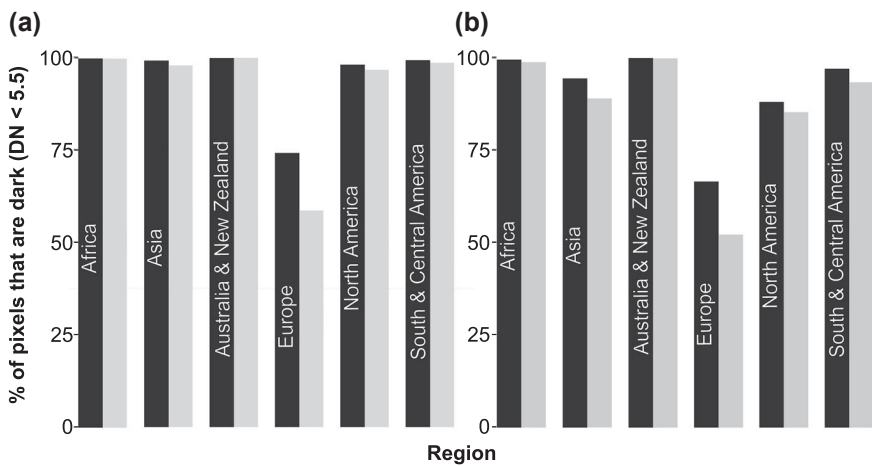 (a)
(b)
% of pixels that are dark (DN < 5.5)
100
75
50
25
0
Africa
Asia
Australia & New Zealand
Europe
North America
South & Central America
100
75
50
25
0
Africa
Asia
Australia & New Zealand
Europe
North America
South & Central America
Region